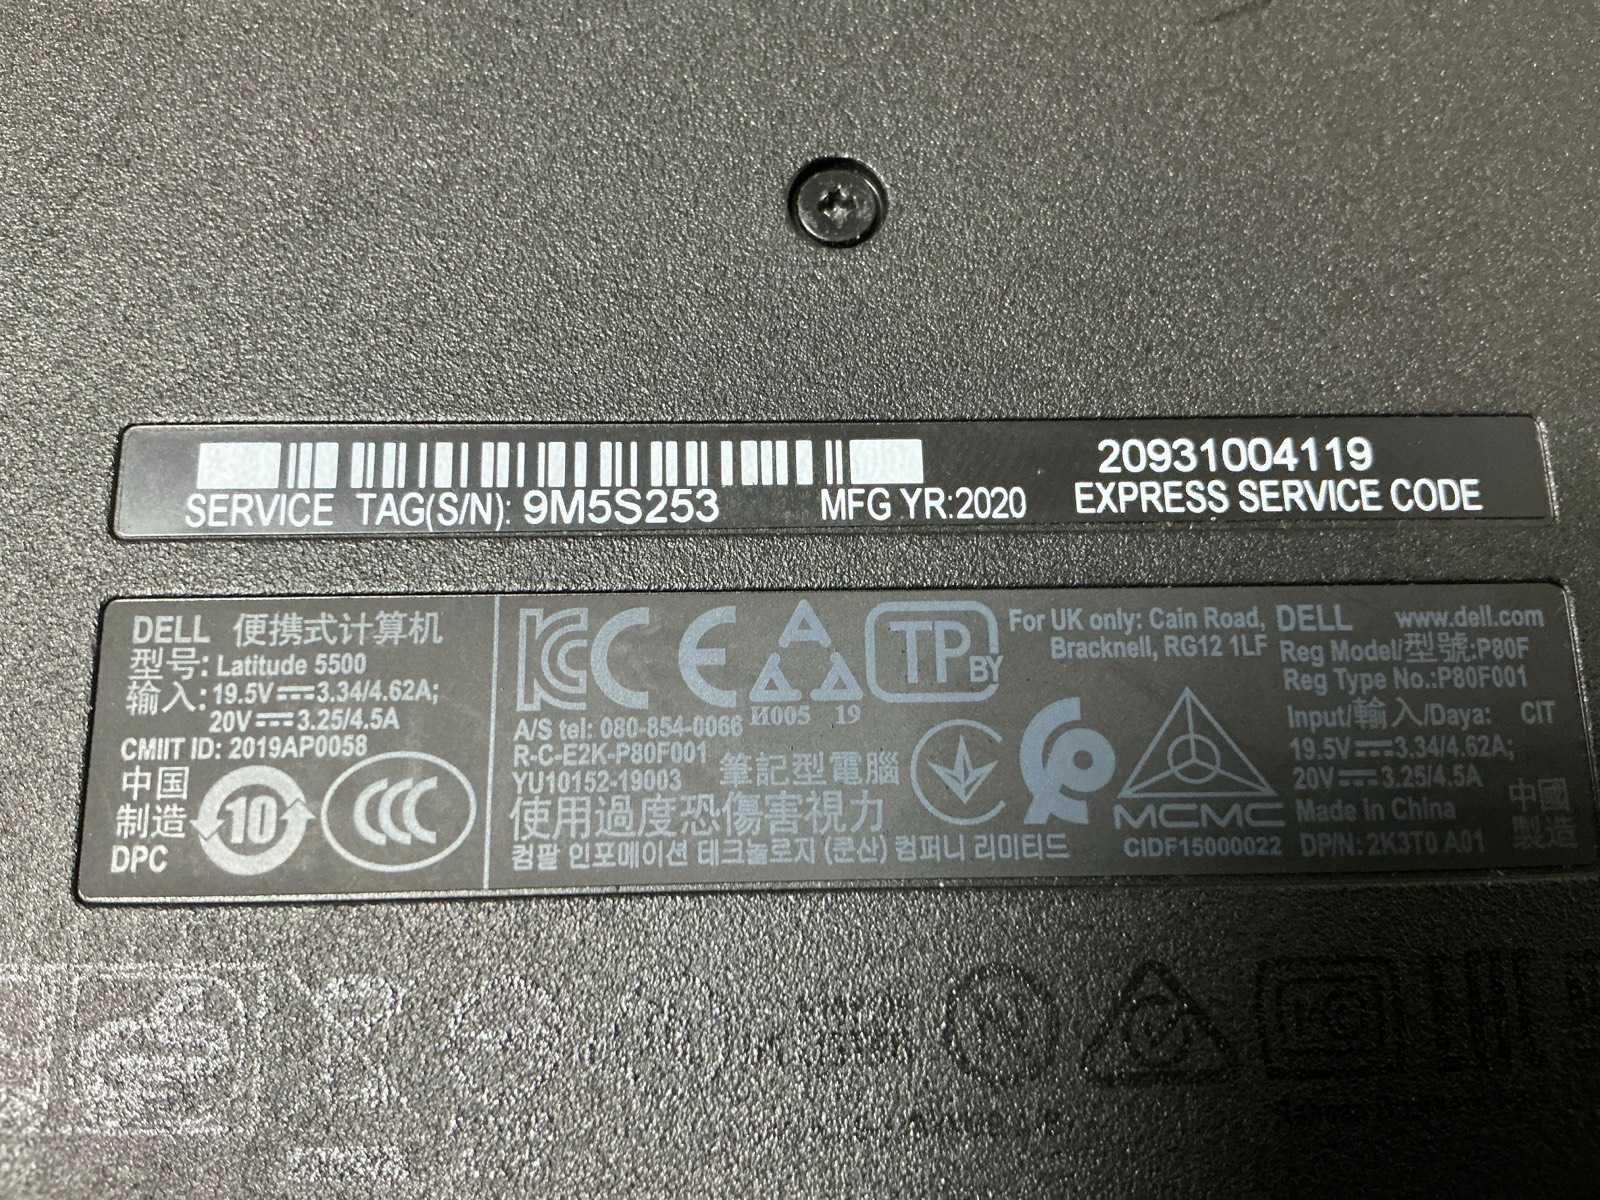 SERVICE TAG(S/N): 9M5S253
MFG YR:2020
20931004119
EXPRESS SERVICE CODE
DELL 便携式计算机
型号: Latitude 5500
输入: 19.5V⎓3.34/4.62A;
20V⎓3.25/4.5A
CMIIT ID: 2019AP0058
中国
制造
DPC
10
CCC
KC CE
TP BY
И005 19
A/S tel: 080-854-0066
R-C-E2K-P80F001
YU10152-19003
筆記型電腦
使用過度恐傷害視力
컴팔 인포메이션 테크놀로지 (쿤산) 컴퍼니 리미티드
For UK only: Cain Road,
Bracknell, RG12 1LF
MCMC
CIDF15000022
DELL www.dell.com
Reg Model/型號:P80F
Reg Type No.:P80F001
Input/輸入/Daya: CIT
19.5V⎓3.34/4.62A;
20V⎓3.25/4.5A
Made in China
DP/N: 2K3T0 A01
中國
製造